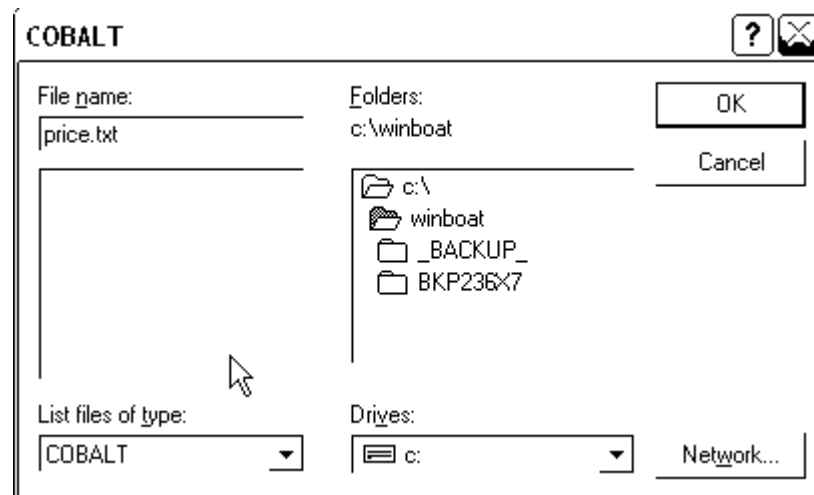 COBALT
File name:
price.txt
Folders:
c:\winboat
OK
Cancel
c:\
winboat
_BACKUP_
BKP236X7
List files of type:
COBALT
Drives:
c:
Network...